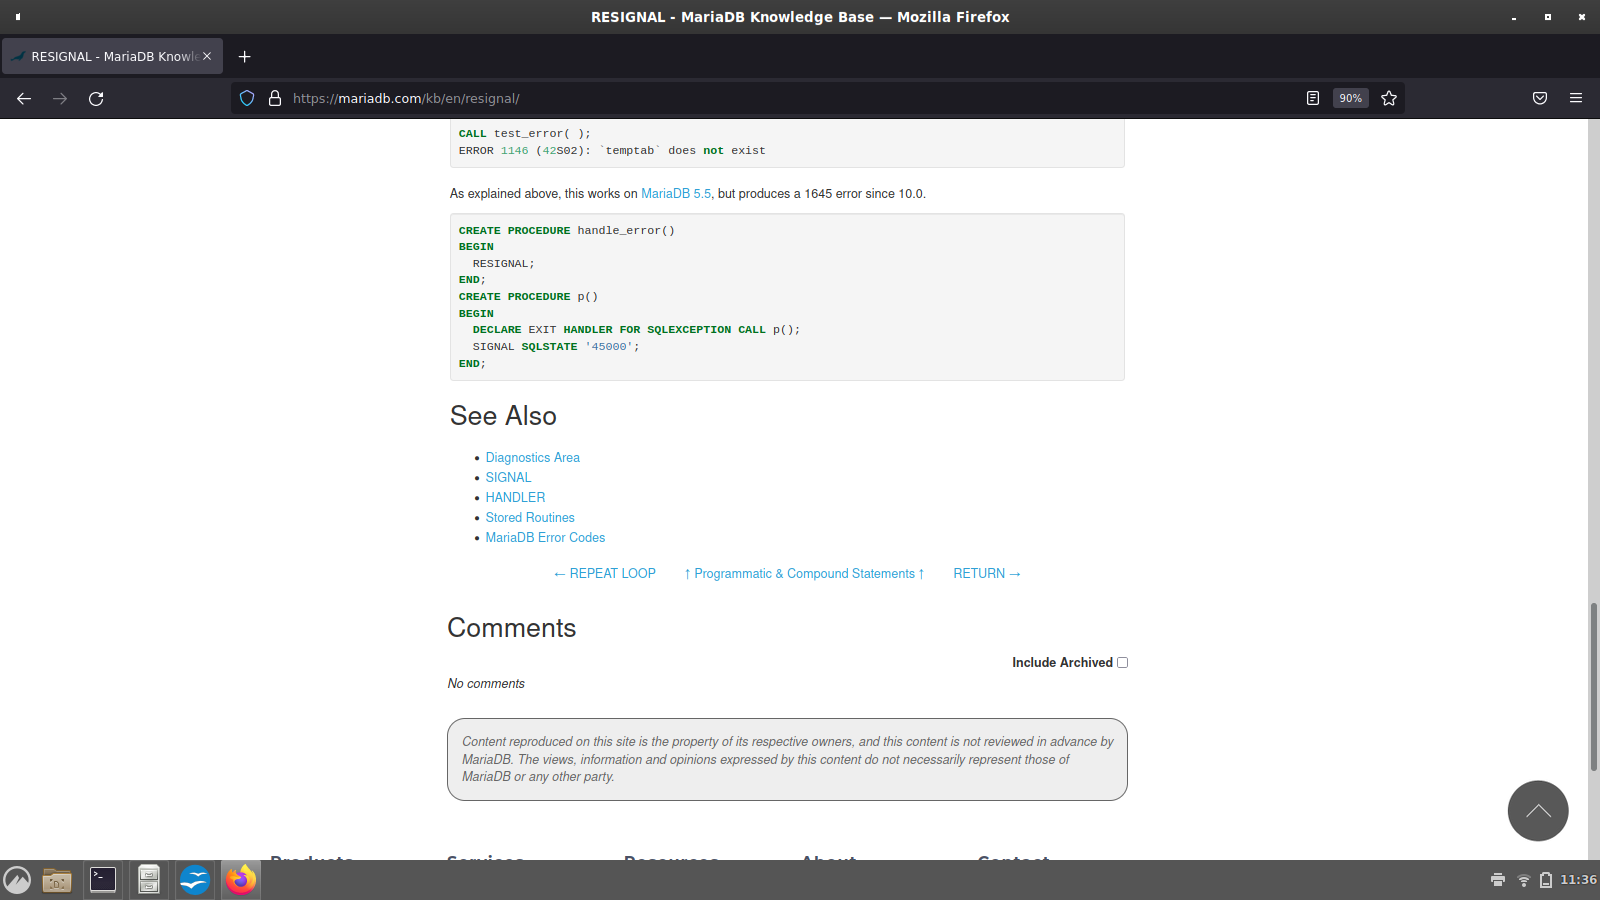 RESIGNAL - MariaDB Knowledge Base — Mozilla Firefox
RESIGNAL - MariaDB Knowle
https://mariadb.com/kb/en/resignal/
90%
CALL test_error( );
ERROR 1146 (42S02): `temptab` does not exist
As explained above, this works on MariaDB 5.5, but produces a 1645 error since 10.0.
CREATE PROCEDURE handle_error()
BEGIN
  RESIGNAL;
END;
CREATE PROCEDURE p()
BEGIN
  DECLARE EXIT HANDLER FOR SQLEXCEPTION CALL p();
  SIGNAL SQLSTATE '45000';
END;
See Also
• Diagnostics Area
• SIGNAL
• HANDLER
• Stored Routines
• MariaDB Error Codes
← REPEAT LOOP ↑ Programmatic & Compound Statements ↑ RETURN →
Comments
Include Archived
No comments
Content reproduced on this site is the property of its respective owners, and this content is not reviewed in advance by
MariaDB. The views, information and opinions expressed by this content do not necessarily represent those of
MariaDB or any other party.
Products Services Resources About Contact
11:36